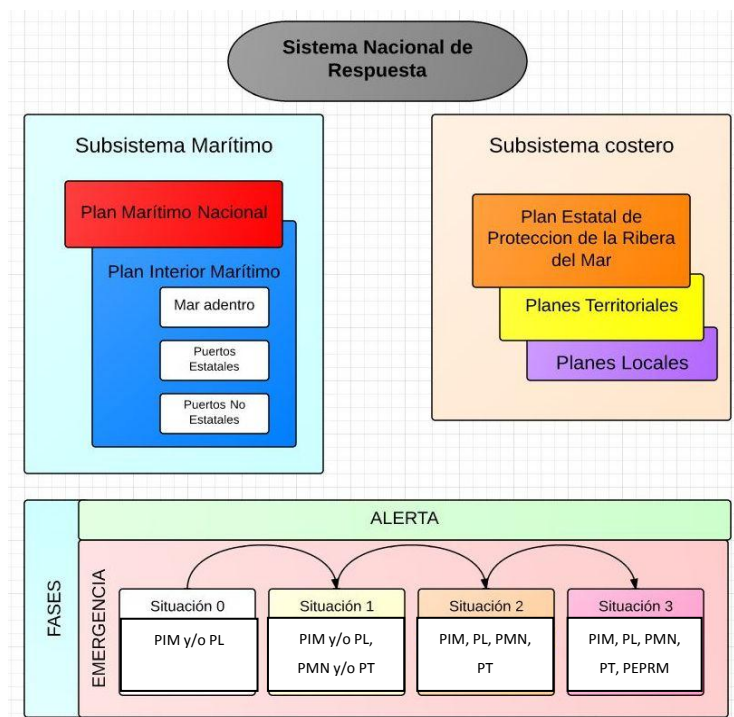 Sistema Nacional de
Respuesta
Subsistema Marítimo
Plan Marítimo Nacional
Plan Interior Marítimo
Mar adentro
Puertos
Estatales
Puertos No
Estatales
Subsistema costero
Plan Estatal de
Proteccion de la Ribera
del Mar
Planes Territoriales
Planes Locales
FASES
ALERTA
EMERGENCIA
Situación 0
PIM y/o PL
Situación 1
PIM y/o PL,
PMN y/o PT
Situación 2
PIM, PL, PMN,
PT
Situación 3
PIM, PL, PMN,
PT, PEPRM